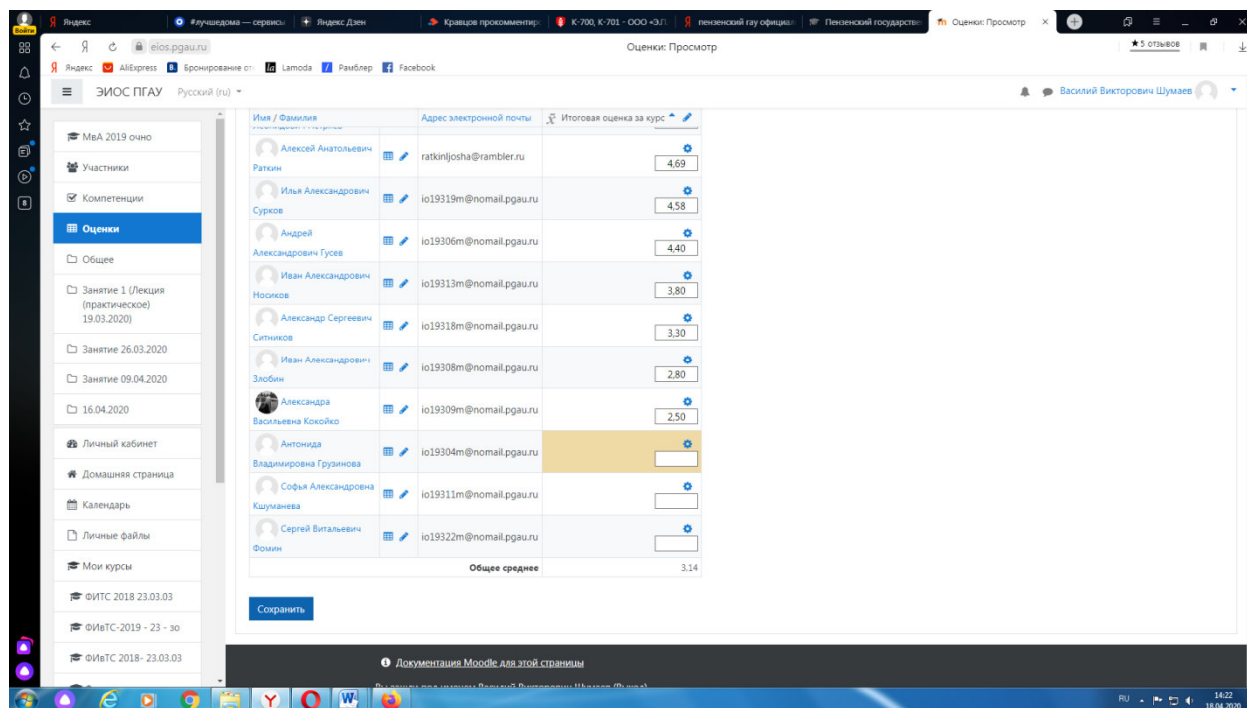 Яндекс
#лучшедома — сервисы
Яндекс Дзен
Кравцов прокомментиро
К-700, К-701 - ООО «ЭЛ
пензенский гау официал
Пензенский государстве
Оценки: Просмотр
Войти
eios.pgau.ru
Оценки: Просмотр
★5 отзывов
Яндекс
AliExpress
Бронирование от
Lamoda
Рамблер
Facebook
ЭИОС ПГАУ
Русский (ru)
Василий Викторович Шумаев
МвА 2019 очно
Участники
Компетенции
Оценки
Общее
Занятие 1 (Лекция
(практическое)
19.03.2020)
Занятие 26.03.2020
Занятие 09.04.2020
16.04.2020
Личный кабинет
Домашняя страница
Календарь
Личные файлы
Мои курсы
ФИТС 2018 23.03.03
ФИвТС-2019 - 23 - зо
ФИвТС 2018- 23.03.03
Имя / Фамилия
Адрес электронной почты
x̄ Итоговая оценка за курс
Алексей Анатольевич
Раткин
ratkinljosha@rambler.ru
4,69
Илья Александрович
Сурков
io19319m@nomail.pgau.ru
4,58
Андрей
Александрович Гусев
io19306m@nomail.pgau.ru
4,40
Иван Александрович
Носиков
io19313m@nomail.pgau.ru
3,80
Александр Сергеевич
Ситников
io19318m@nomail.pgau.ru
3,30
Иван Александрович
Злобин
io19308m@nomail.pgau.ru
2,80
Александра
Васильевна Кокойко
io19309m@nomail.pgau.ru
2,50
Антонида
Владимировна Грузинова
io19304m@nomail.pgau.ru
Софья Александровна
Кшуманева
io19311m@nomail.pgau.ru
Сергей Витальевич
Фомин
io19322m@nomail.pgau.ru
Общее среднее
3,14
Сохранить
Документация Moodle для этой страницы
Вы зашли под именем Василий Викторович Шумаев (Выход)
RU
14:22
18.04.2020